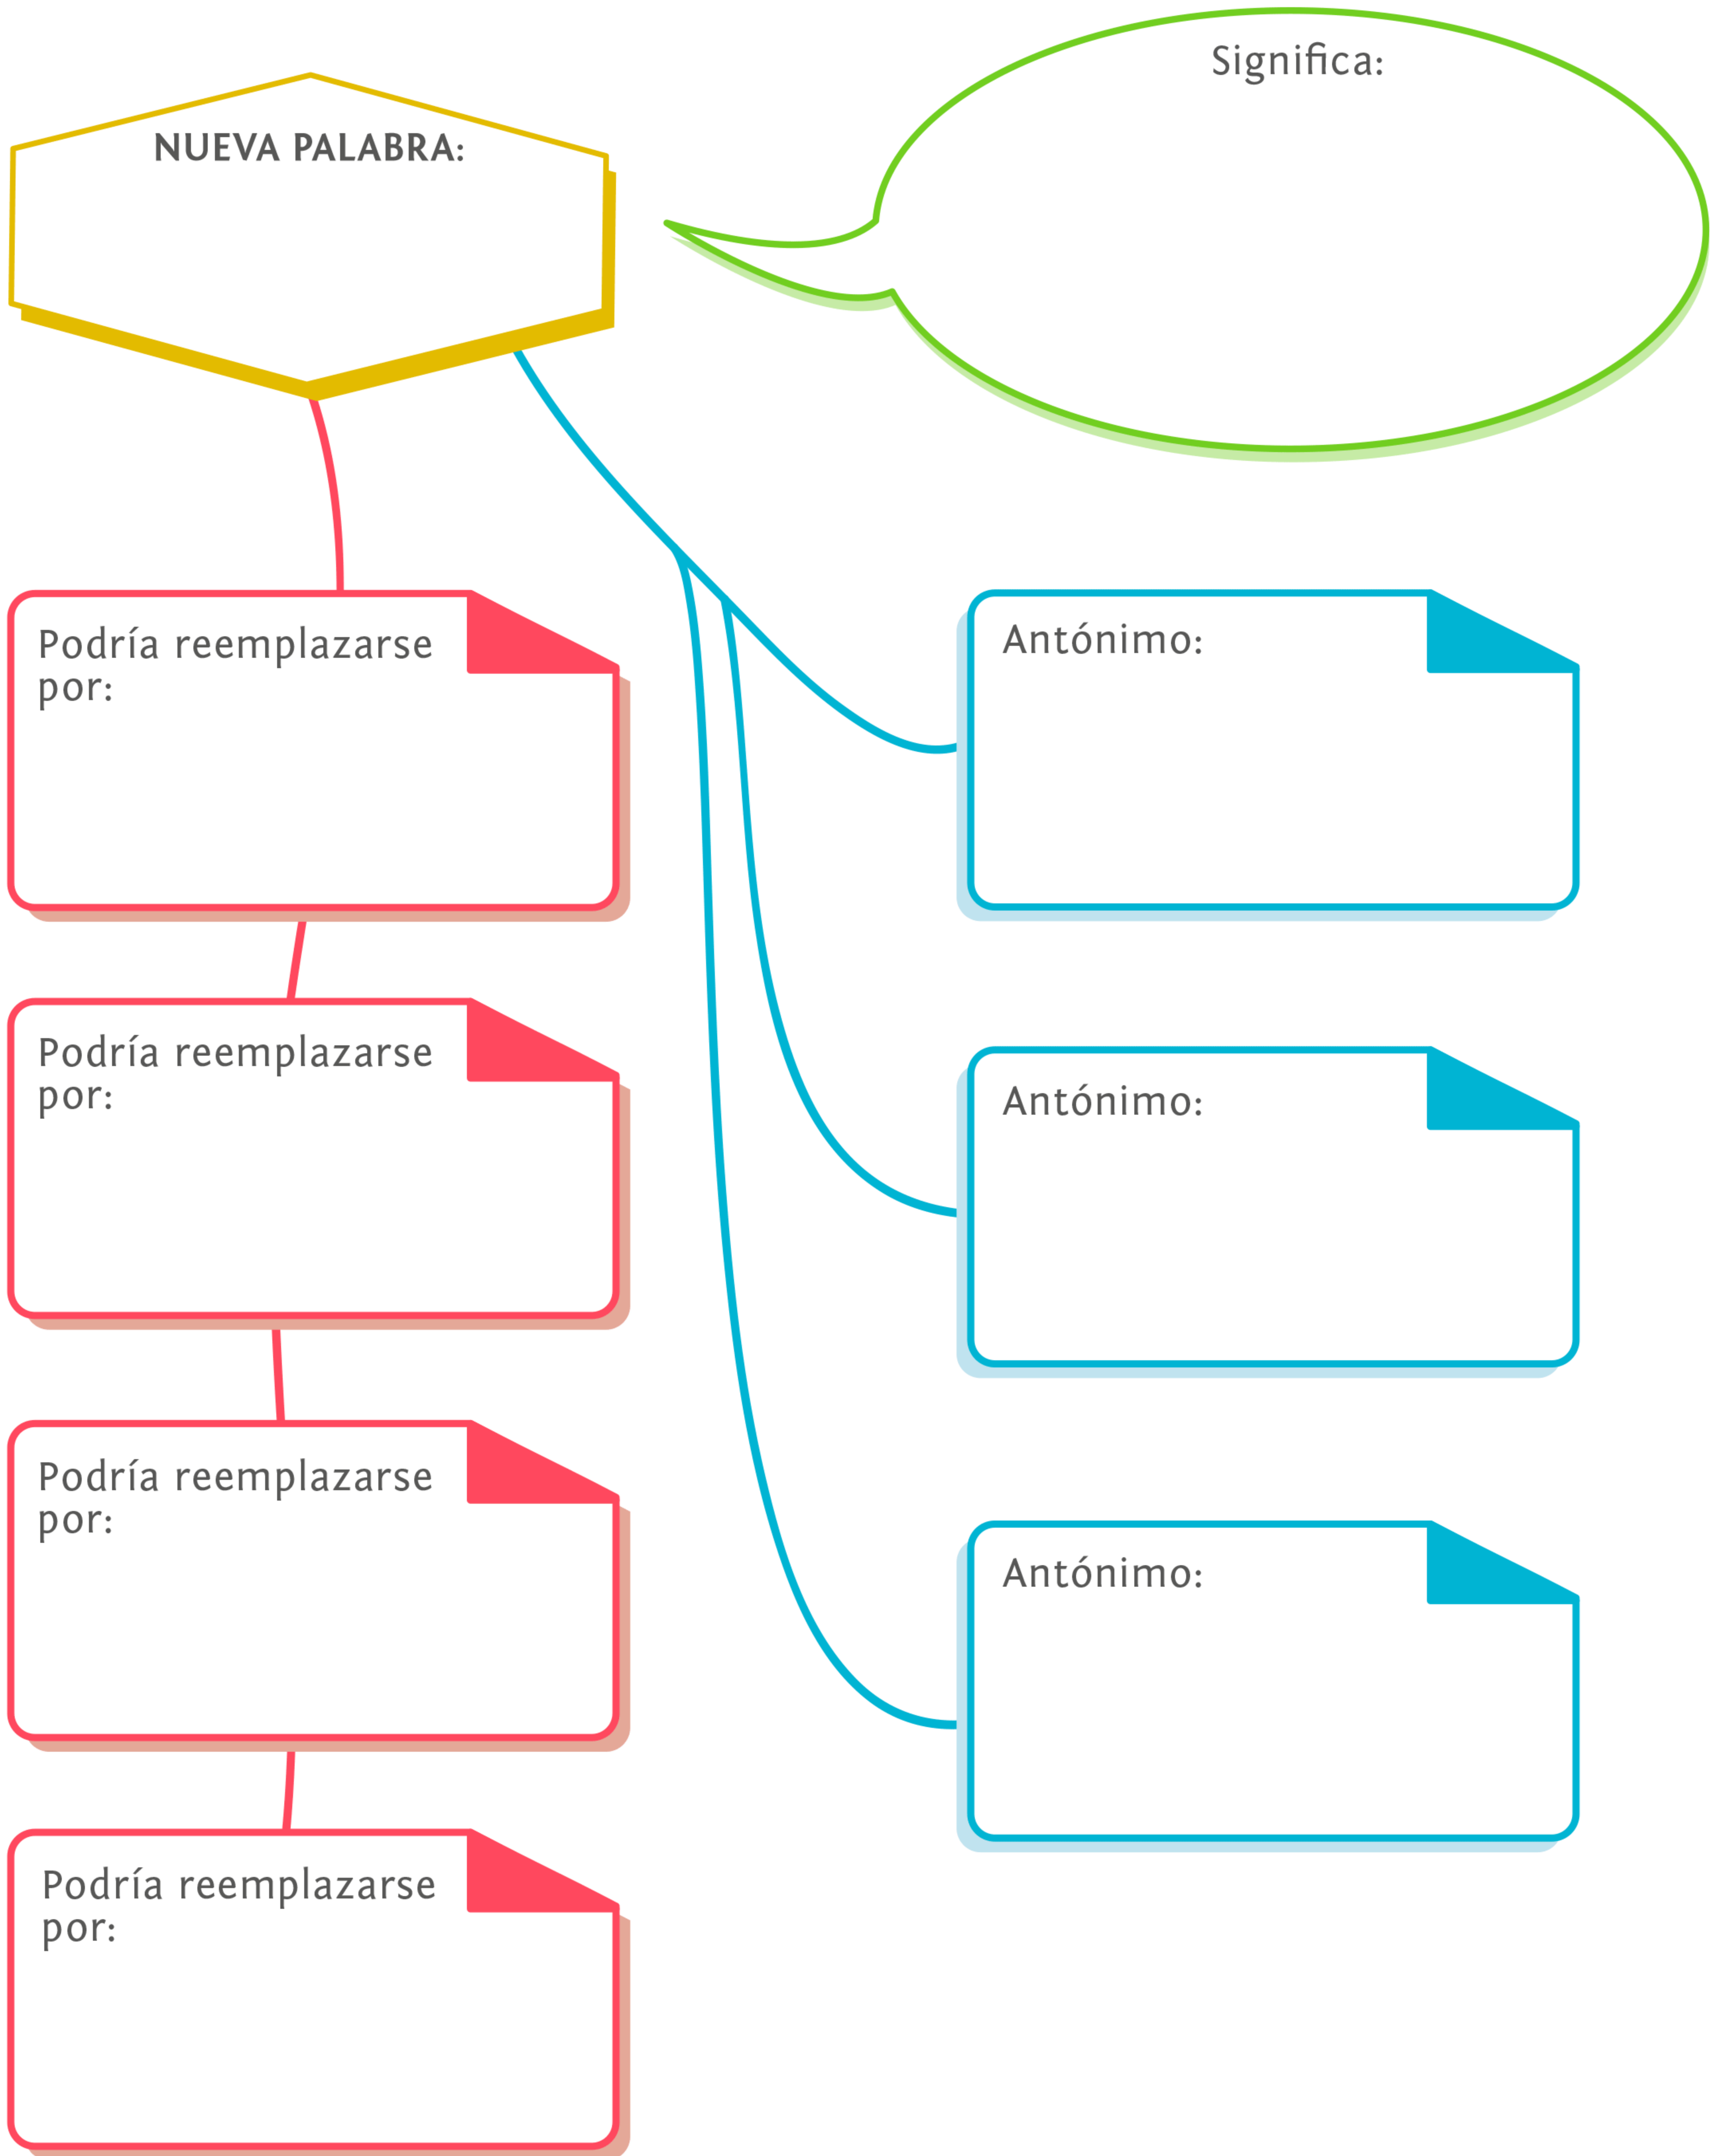 NUEVA PALABRA:
Significa:
Podría reemplazarse
por:
Podría reemplazarse
por:
Podría reemplazarse
por:
Podría reemplazarse
por:
Antónimo:
Antónimo:
Antónimo: